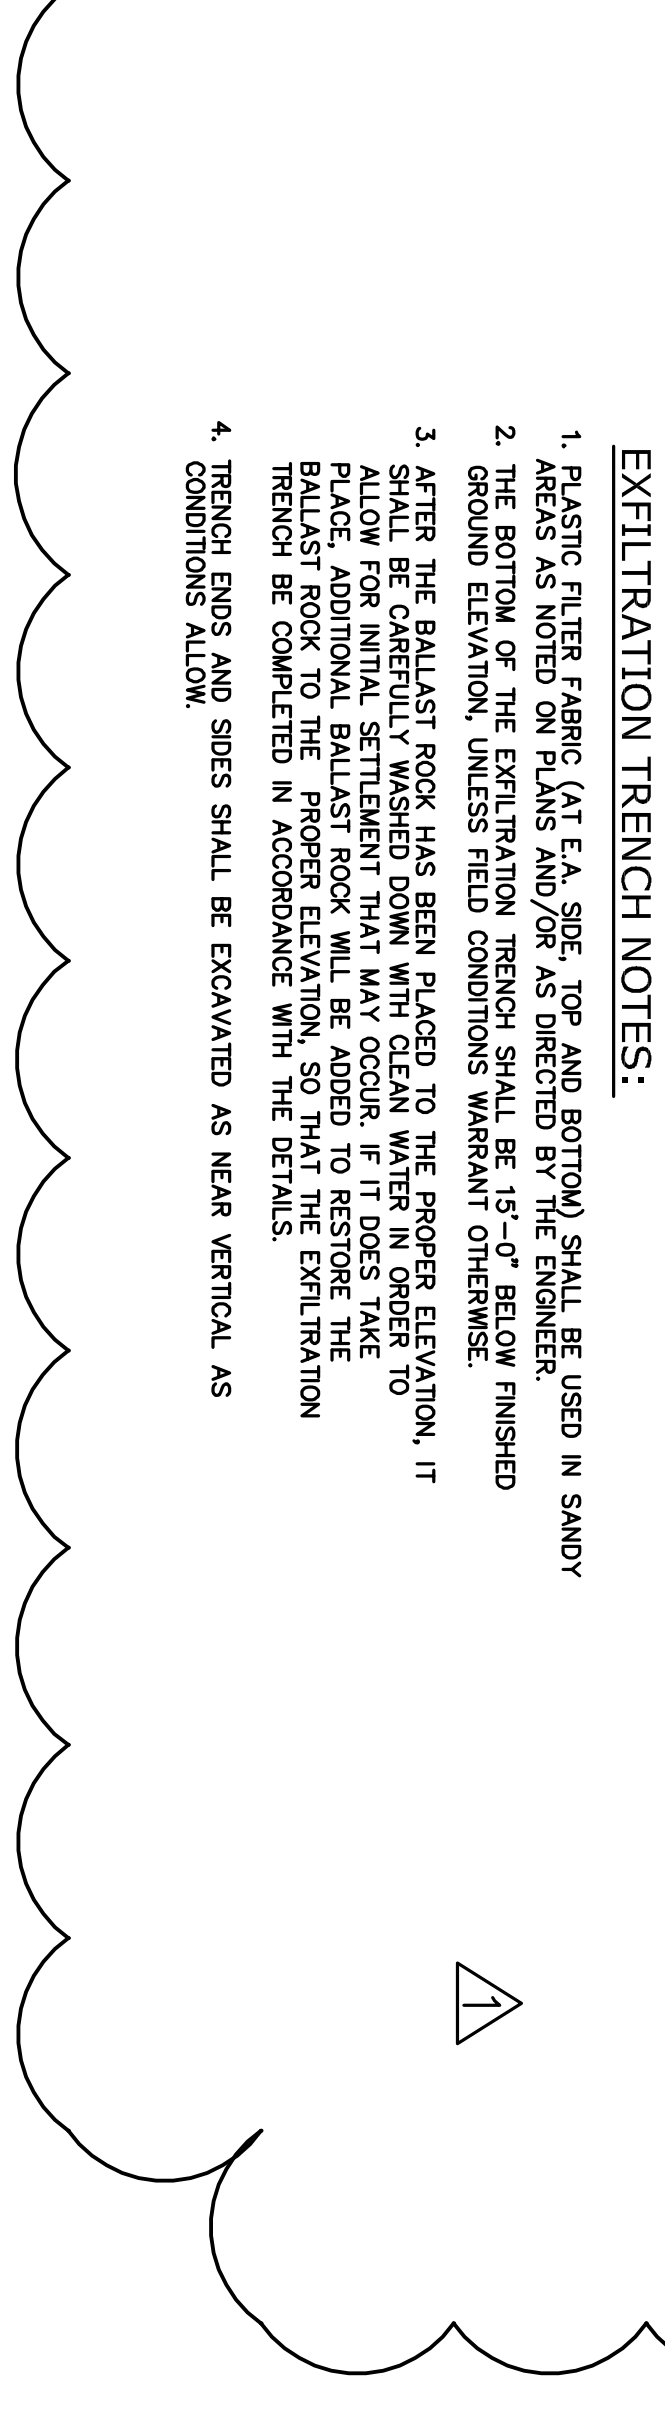 EXFILTRATION TRENCH NOTES:
1. PLASTIC FILTER FABRIC (AT E.A. SIDE, TOP AND BOTTOM) SHALL BE USED IN SANDY
AREAS AS NOTED ON PLANS AND/OR AS DIRECTED BY THE ENGINEER.
2. THE BOTTOM OF THE EXFILTRATION TRENCH SHALL BE 15'-0" BELOW FINISHED
GROUND ELEVATION, UNLESS FIELD CONDITIONS WARRANT OTHERWISE.
3. AFTER THE BALLAST ROCK HAS BEEN PLACED TO THE PROPER ELEVATION, IT
SHALL BE CAREFULLY WASHED DOWN WITH CLEAN WATER IN ORDER TO
ALLOW FOR INITIAL SETTLEMENT THAT MAY OCCUR. IF IT DOES TAKE
PLACE, ADDITIONAL BALLAST ROCK WILL BE ADDED TO RESTORE THE
BALLAST ROCK TO THE PROPER ELEVATION, SO THAT THE EXFILTRATION
TRENCH BE COMPLETED IN ACCORDANCE WITH THE DETAILS.
4. TRENCH ENDS AND SIDES SHALL BE EXCAVATED AS NEAR VERTICAL AS
CONDITIONS ALLOW.
1